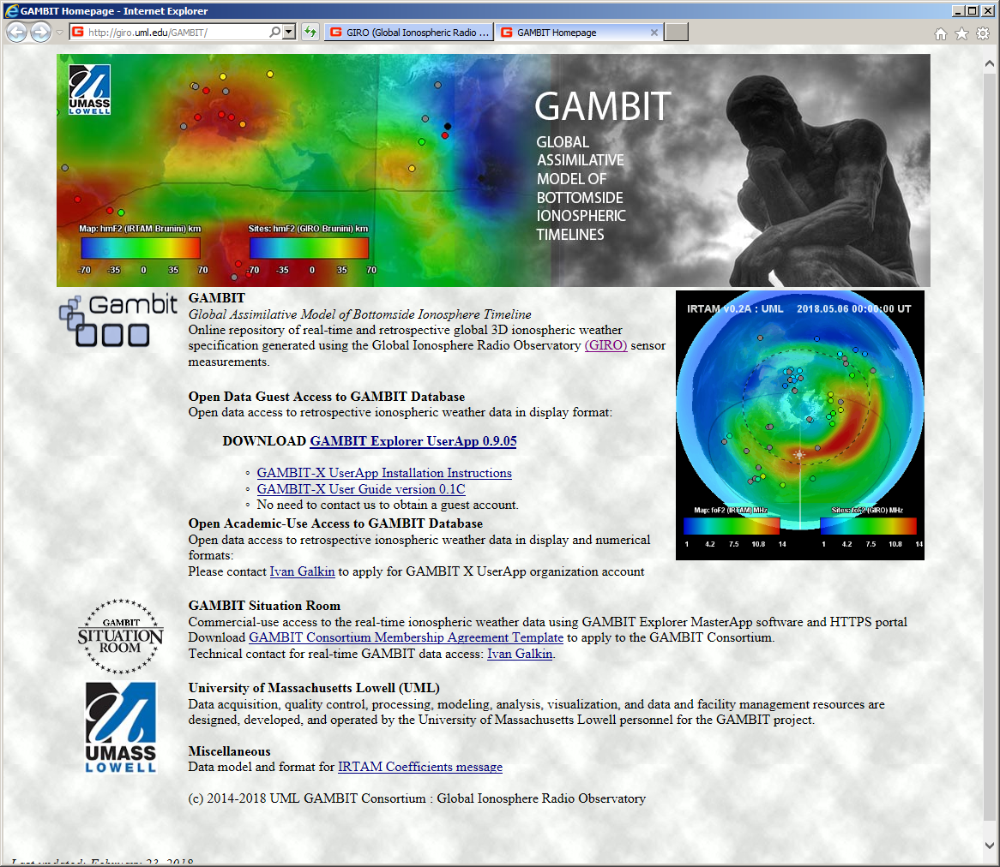 GAMBIT Homepage - Internet Explorer
http://giro.uml.edu/GAMBIT/
GIRO (Global Ionospheric Radio ...
GAMBIT Homepage
UMASS
LOWELL
GAMBIT
GLOBAL
ASSIMILATIVE
MODEL OF
BOTTOMSIDE
IONOSPHERIC
TIMELINES
Map: hmF2 (IRTAM-Brunini) km
-70 -35 0 35 70
Sites: hmF2 (GIRO-Brunini) km
-70 -35 0 35 70
Gambit
GAMBIT
Global Assimilative Model of Bottomside Ionosphere Timeline
Online repository of real-time and retrospective global 3D ionospheric weather
specification generated using the Global Ionosphere Radio Observatory (GIRO) sensor
measurements.
IRTAM v0.2A : UML 2018.05.06 00:00:00 UT
Map: foF2 (IRTAM) MHz
1 4.2 7.5 10.8 14
Sites: foF2 (GIRO) MHz
1 4.2 7.5 10.8 14
Open Data Guest Access to GAMBIT Database
Open data access to retrospective ionospheric weather data in display format:
DOWNLOAD GAMBIT Explorer UserApp 0.9.05
◦ GAMBIT-X UserApp Installation Instructions
◦ GAMBIT-X User Guide version 0.1C
◦ No need to contact us to obtain a guest account.
Open Academic-Use Access to GAMBIT Database
Open data access to retrospective ionospheric weather data in display and numerical
formats:
Please contact Ivan Galkin to apply for GAMBIT X UserApp organization account
GAMBIT
SITUATION
ROOM
GAMBIT Situation Room
Commercial-use access to the real-time ionospheric weather data using GAMBIT Explorer MasterApp software and HTTPS portal
Download GAMBIT Consortium Membership Agreement Template to apply to the GAMBIT Consortium.
Technical contact for real-time GAMBIT data access: Ivan Galkin.
UMASS
LOWELL
University of Massachusetts Lowell (UML)
Data acquisition, quality control, processing, modeling, analysis, visualization, and data and facility management resources are
designed, developed, and operated by the University of Massachusetts Lowell personnel for the GAMBIT project.
Miscellaneous
Data model and format for IRTAM Coefficients message
(c) 2014-2018 UML GAMBIT Consortium : Global Ionosphere Radio Observatory
Last updated: February 23, 2018